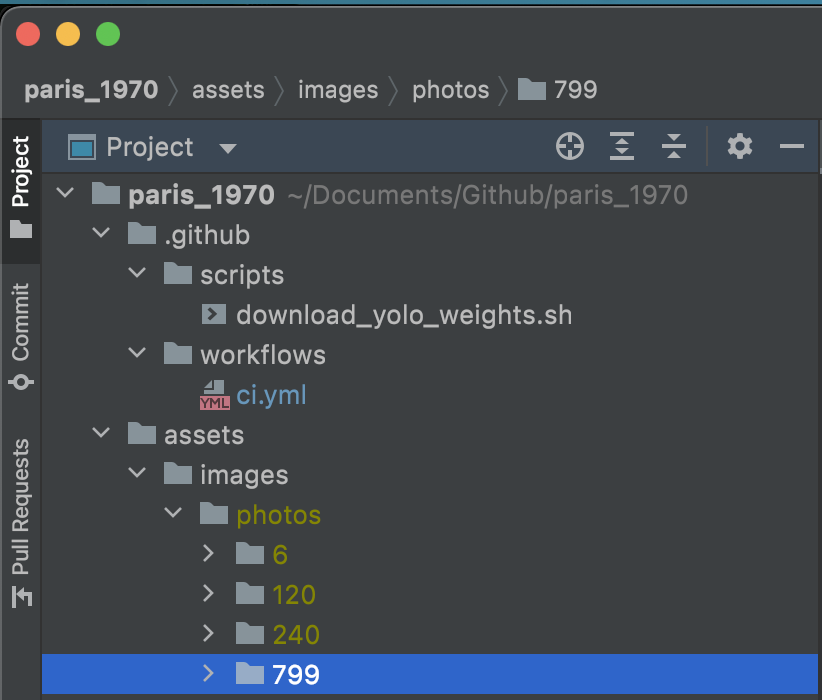 paris_1970 〉 assets 〉 images 〉 photos 〉 799
Project
Project
Commit
Pull Requests
paris_1970 ~/Documents/Github/paris_1970
.github
scripts
download_yolo_weights.sh
workflows
YML ci.yml
assets
images
photos
6
120
240
799